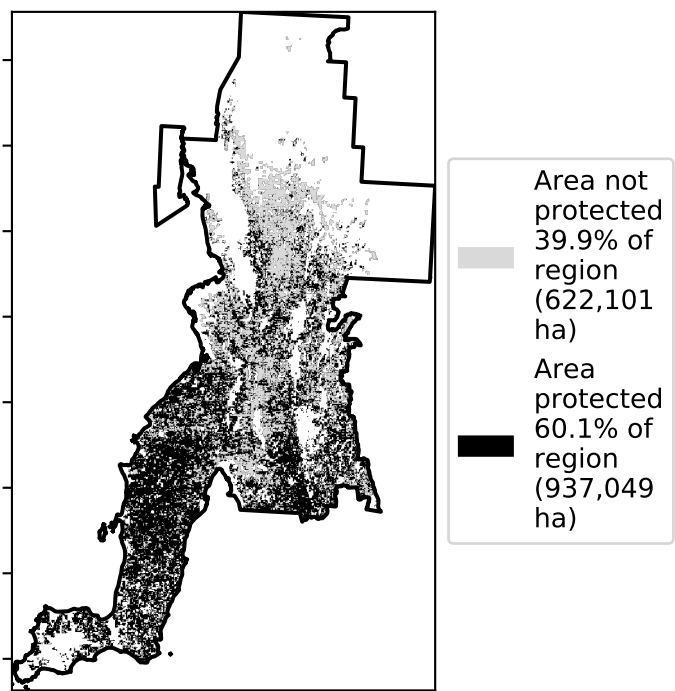 Area not
protected
39.9% of
region
(622,101
ha)
Area
protected
60.1% of
region
(937,049
ha)